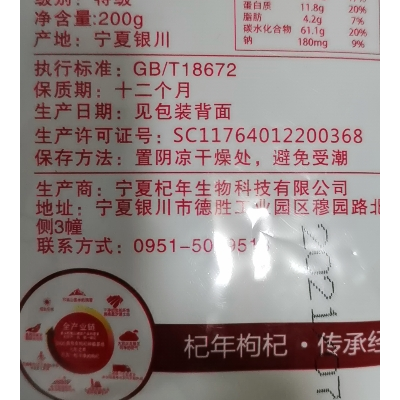 级别：特级
净含量：200g
产地：宁夏银川
蛋白质 11.8g 20%
脂肪 4.2g 7%
碳水化合物 61.1g 20%
钠 180mg 9%
执行标准：GB/T18672
保质期：十二个月
生产日期：见包装背面
生产许可证号：SC11764012200368
保存方法：置阴凉干燥处，避免受潮
生产商：宁夏杞年生物科技有限公司
地址：宁夏银川市德胜工业园区穆园路北
侧3幢
联系方式：0951-50
全产业链
杞年枸杞·传承经